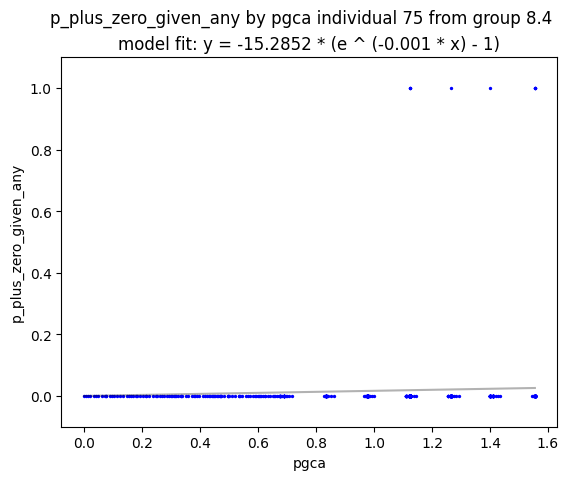 p_plus_zero_given_any by pgca individual 75 from group 8.4
model fit: y = -15.2852 * (e ^ (-0.001 * x) - 1)
1.0
0.8
0.6
0.4
0.2
0.0
p_plus_zero_given_any
0.0 0.2 0.4 0.6 0.8 1.0 1.2 1.4 1.6
pgca